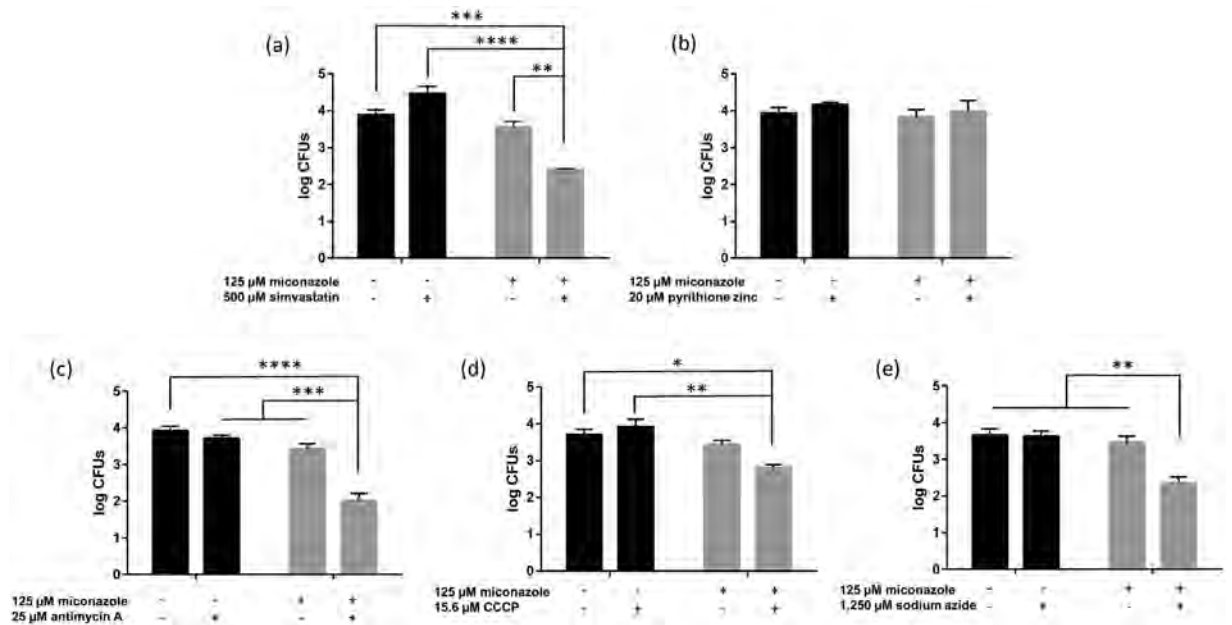 (a)
***
****
**
5
4
3
2
1
0
log CFUs
125 µM miconazole - - + +
500 µM simvastatin - + - +
(b)
5
4
3
2
1
0
log CFUs
125 µM miconazole - - + +
20 µM pyrithione zinc - + - +
(c)
****
***
5
4
3
2
1
0
log CFUs
125 µM miconazole - - + +
25 µM antimycin A - + - +
(d)
*
**
5
4
3
2
1
0
log CFUs
125 µM miconazole - - + +
15.6 µM CCCP - + - +
(e)
**
5
4
3
2
1
0
log CFUs
125 µM miconazole - - + +
1,250 µM sodium azide - + - +